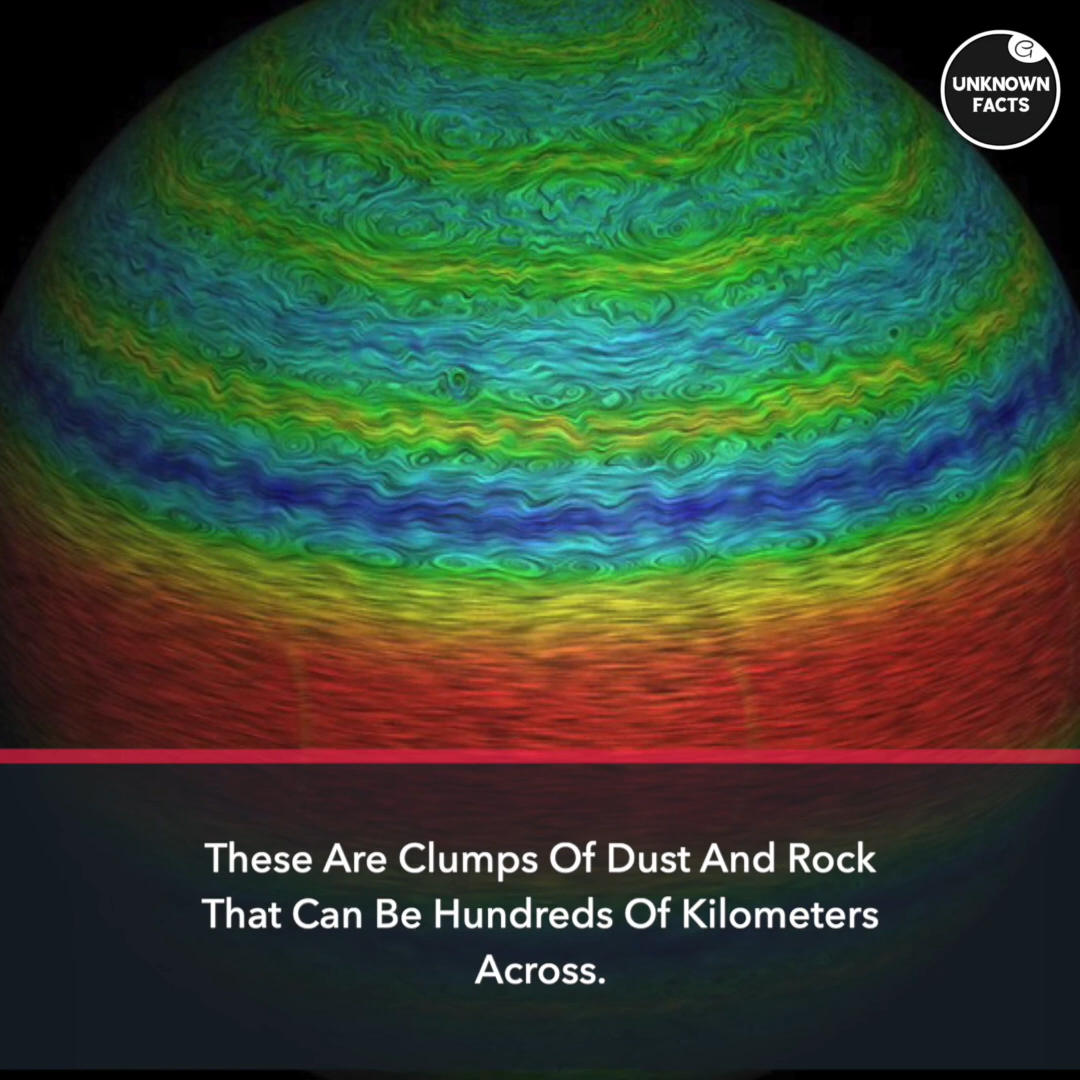 G
UNKNOWN
FACTS
These Are Clumps Of Dust And Rock
That Can Be Hundreds Of Kilometers
Across.